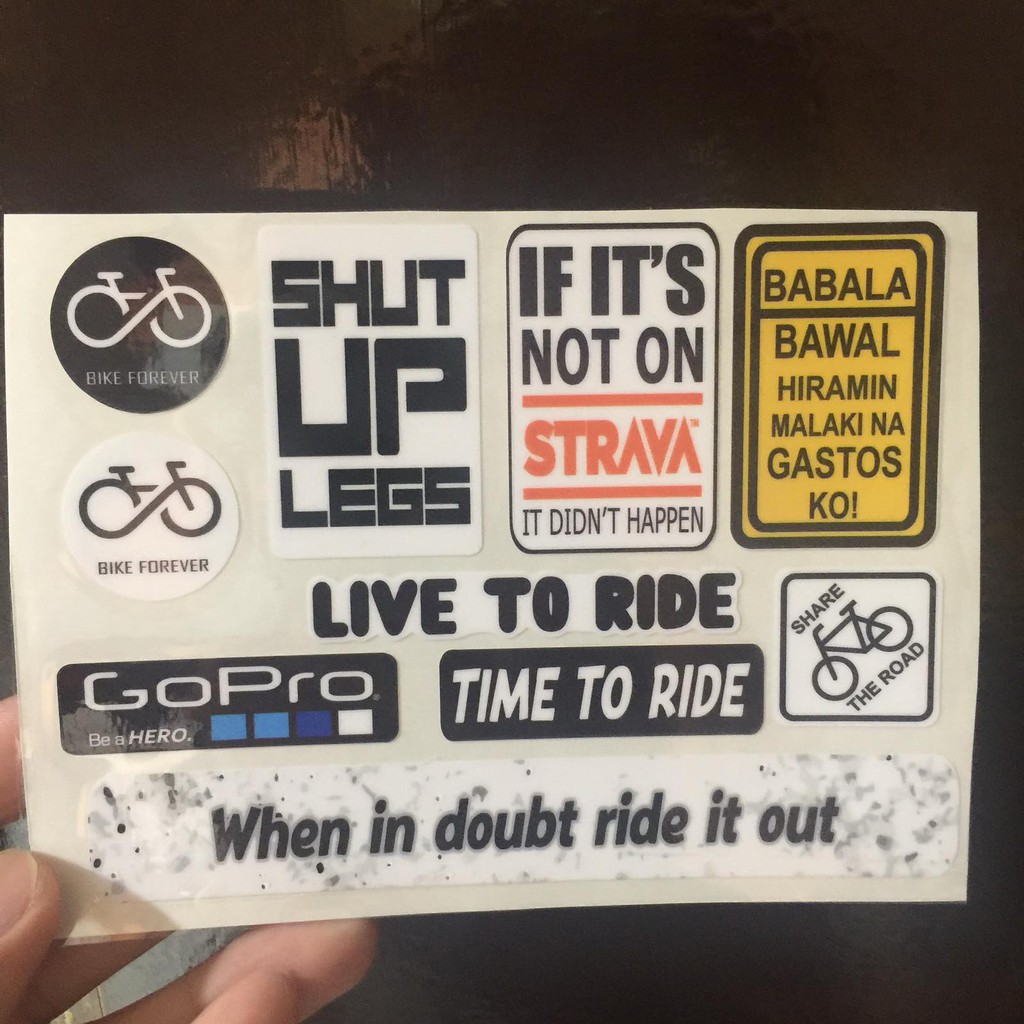 BIKE FOREVER
BIKE FOREVER
SHUT
UP
LEGS
IF IT'S
NOT ON
STRAVA™
IT DIDN'T HAPPEN
BABALA
BAWAL
HIRAMIN
MALAKI NA
GASTOS
KO!
LIVE TO RIDE
SHARE
THE ROAD
GoPro®
Be a HERO.
TIME TO RIDE
When in doubt ride it out